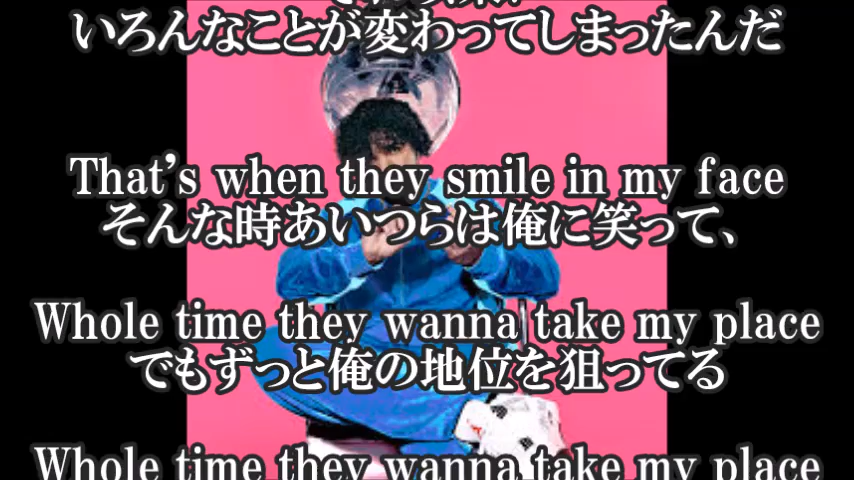 いろんなことが変わってしまったんだ
That's when they smile in my face
そんな時あいつらは俺に笑って、
Whole time they wanna take my place
でもずっと俺の地位を狙ってる
Whole time they wanna take my place